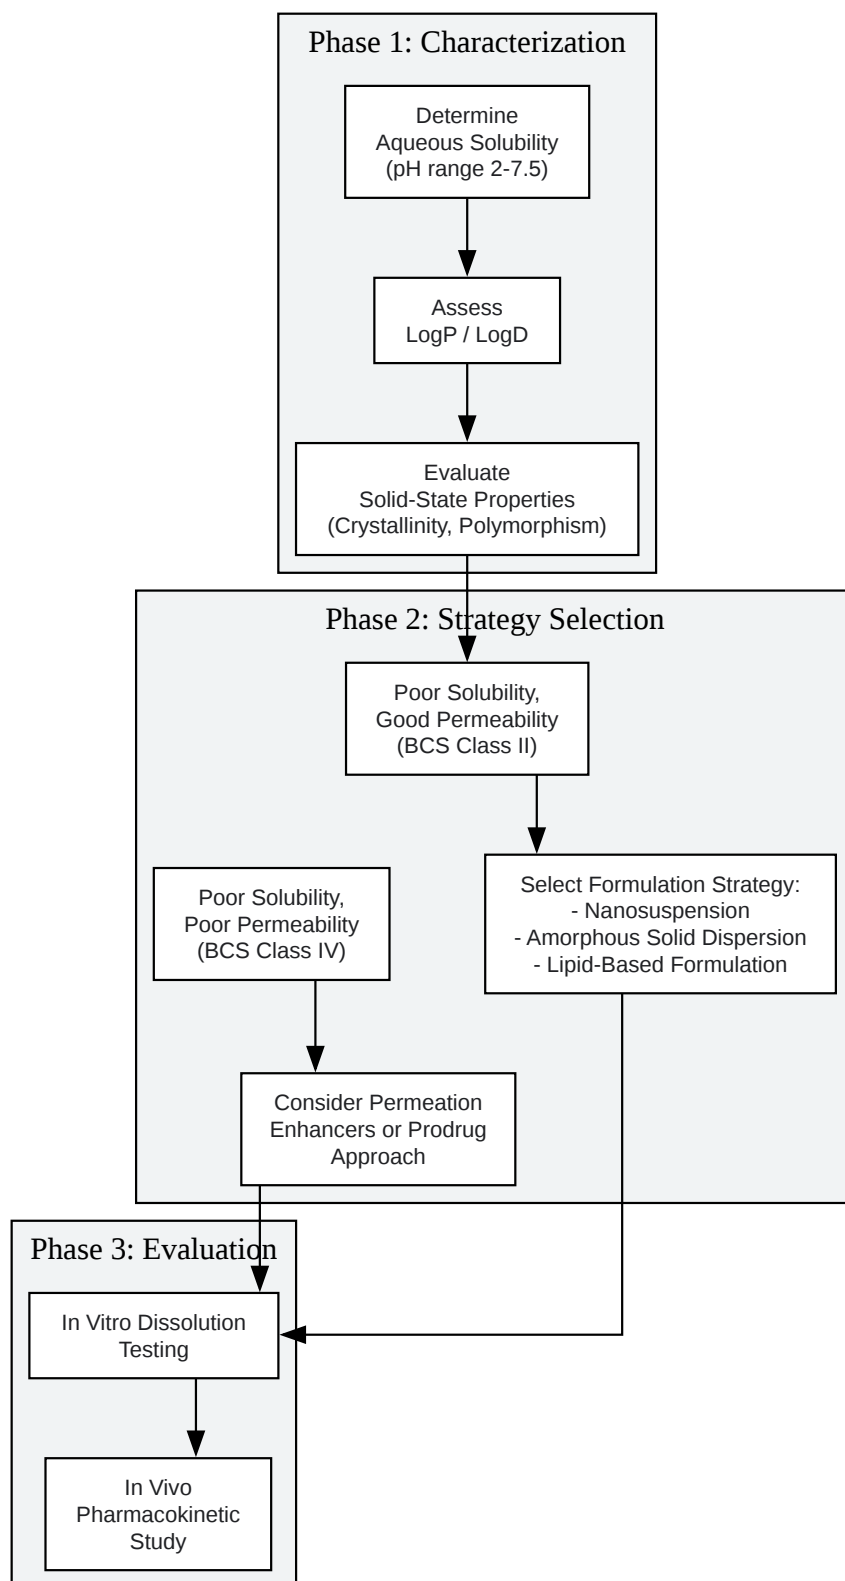 Phase 1: Characterization
Determine
Aqueous Solubility
(pH range 2-7.5)
Assess
LogP / LogD
Evaluate
Solid-State Properties
(Crystallinity, Polymorphism)
Phase 2: Strategy Selection
Poor Solubility,
Good Permeability
(BCS Class II)
Poor Solubility,
Poor Permeability
(BCS Class IV)
Select Formulation Strategy:
- Nanosuspension
- Amorphous Solid Dispersion
- Lipid-Based Formulation
Consider Permeation
Enhancers or Prodrug
Approach
Phase 3: Evaluation
In Vitro Dissolution
Testing
In Vivo
Pharmacokinetic
Study